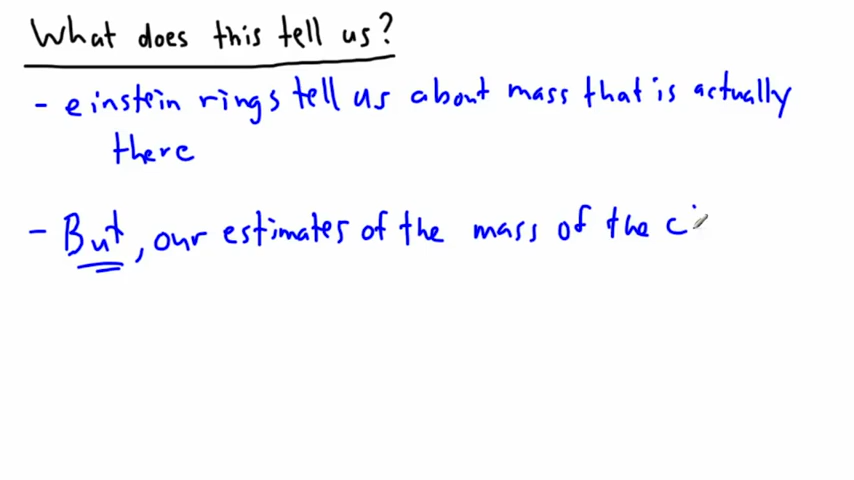 What does this tell us?
- einstein rings tell us about mass that is actually
there
- But, our estimates of the mass of the